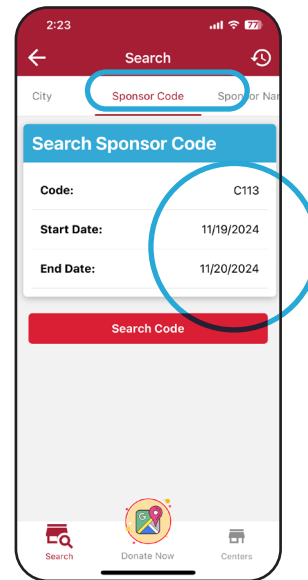 2:23 77
Search
City Sponsor Code Sponsor Nar
Search Sponsor Code
Code: C113
Start Date: 11/19/2024
End Date: 11/20/2024
Search Code
G
Search Donate Now Centers